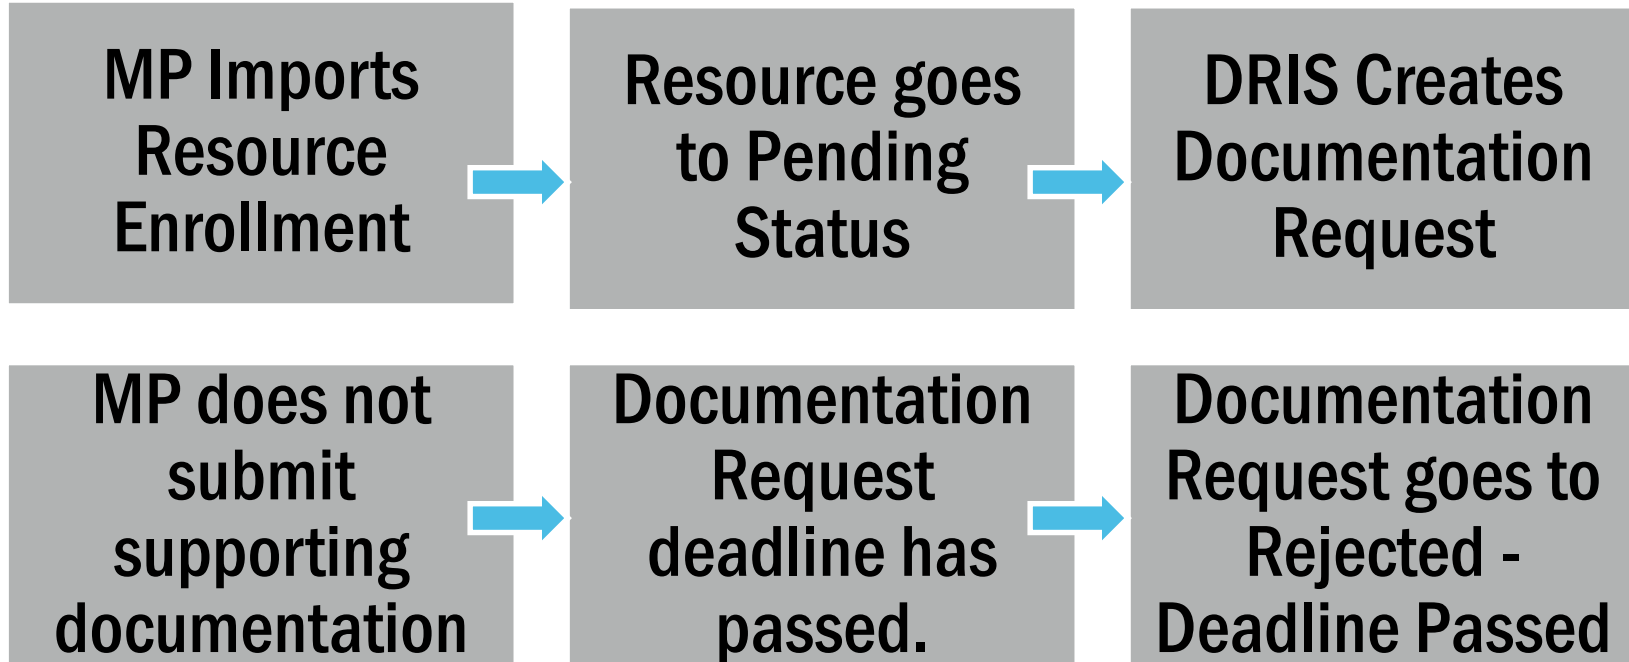 MP Imports
Resource
Enrollment
Resource goes
to Pending
Status
DRIS Creates
Documentation
Request
MP does not
submit
supporting
documentation
Documentation
Request
deadline has
passed.
Documentation
Request goes to
Rejected -
Deadline Passed